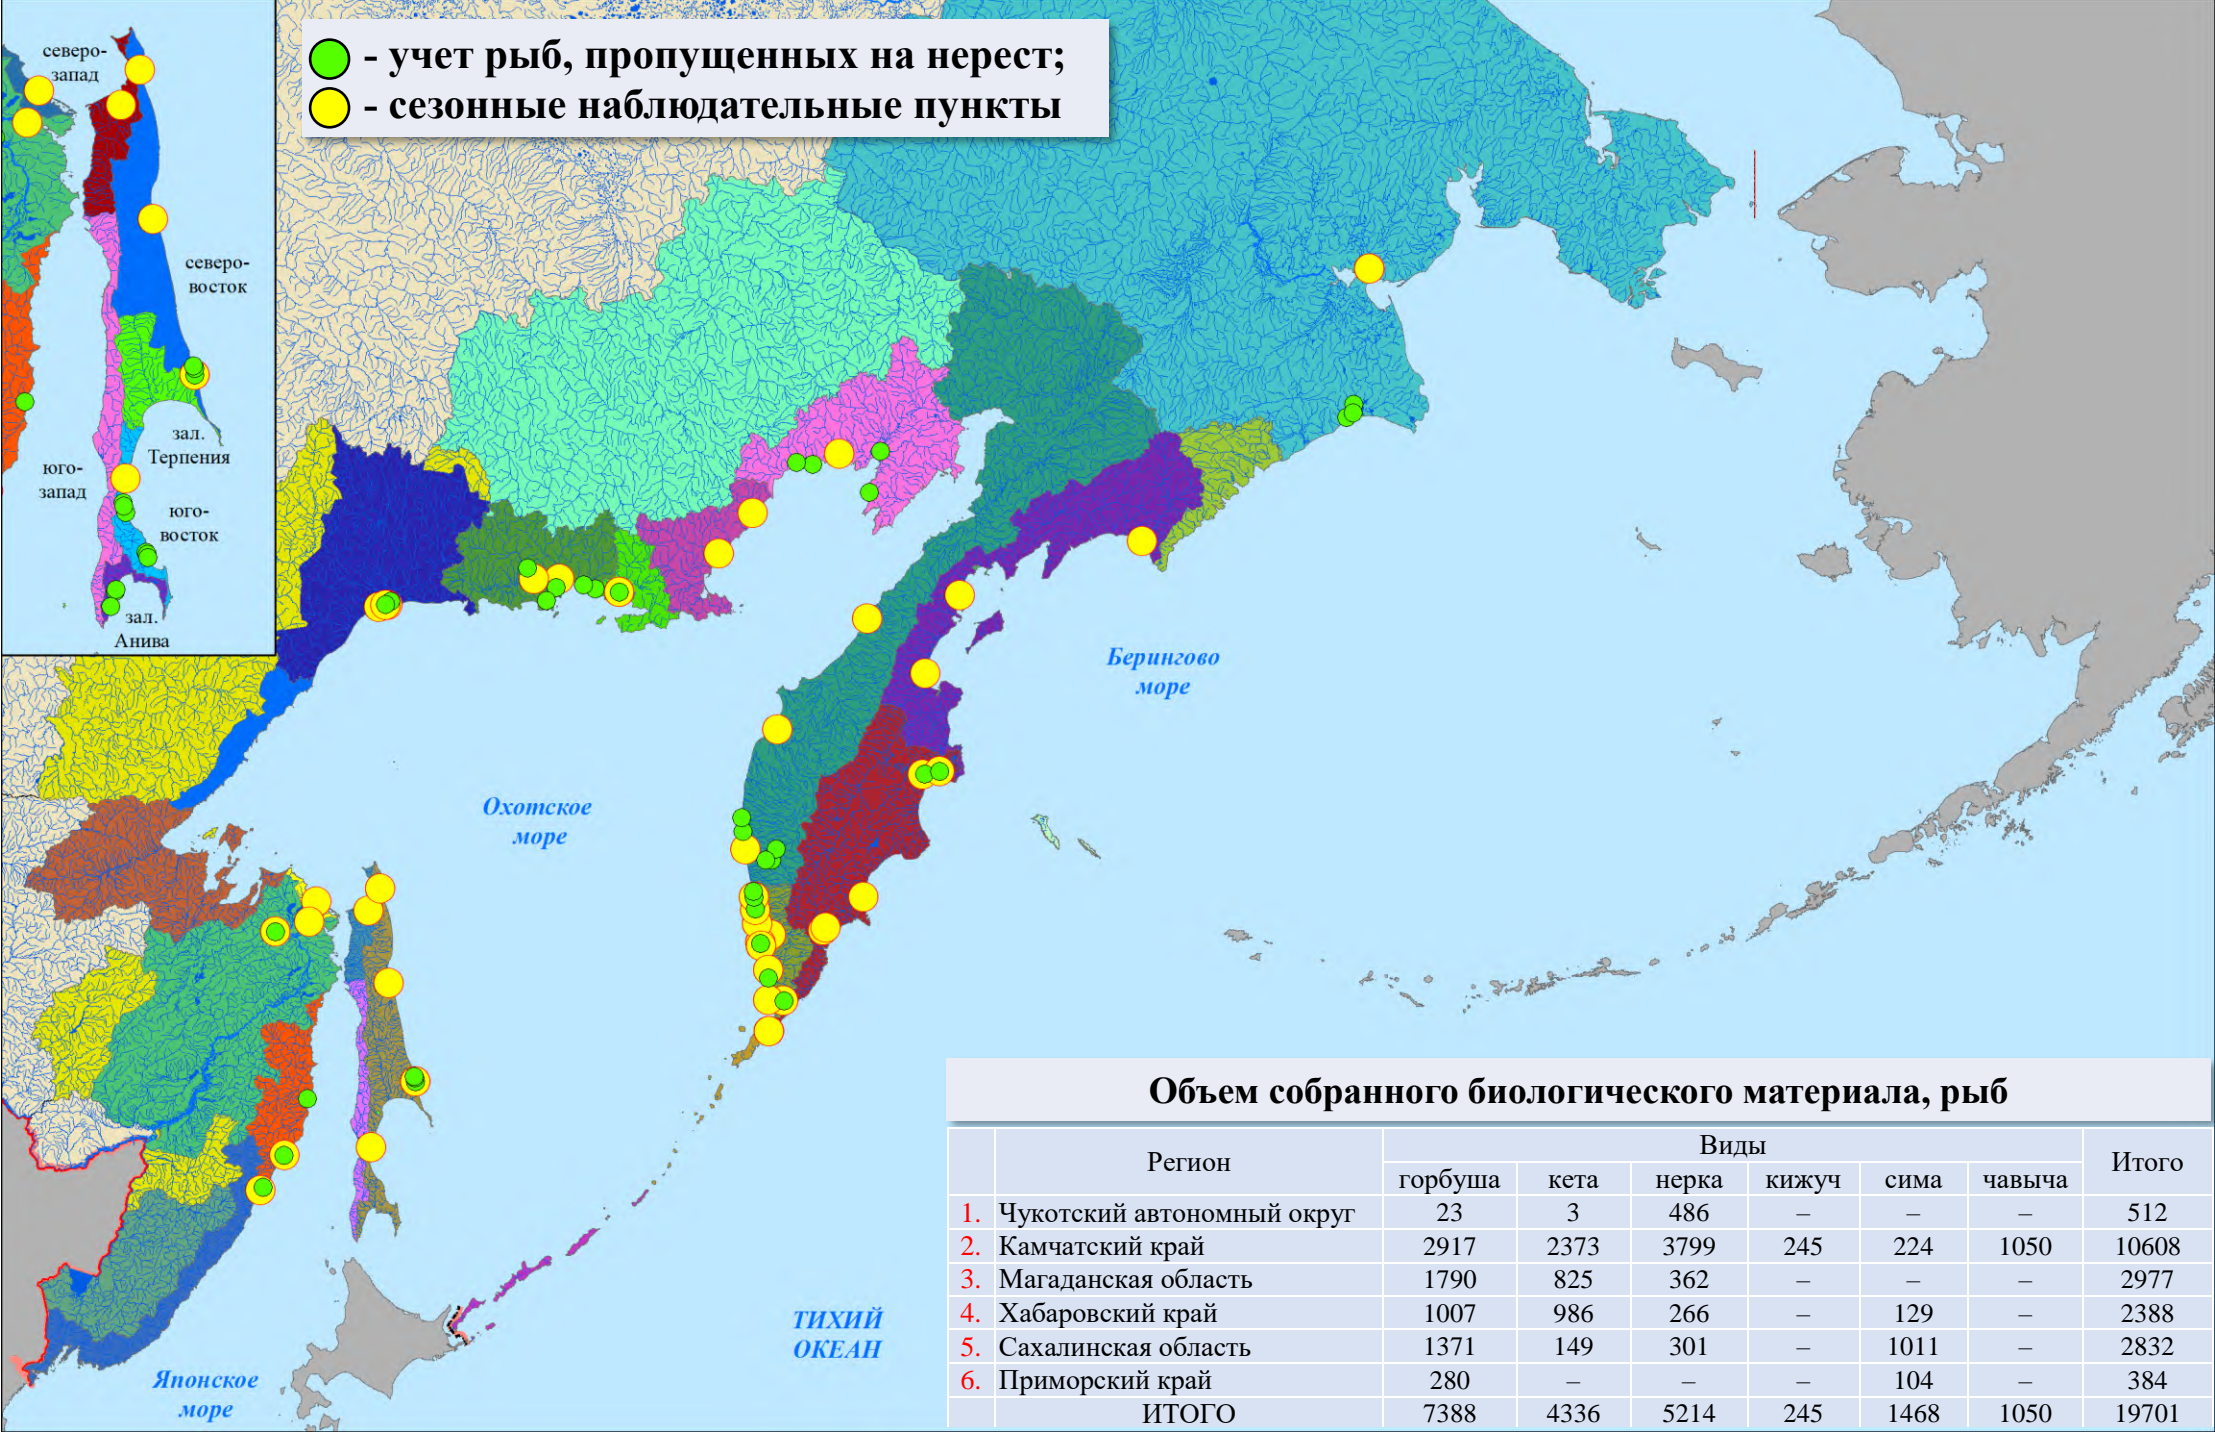 - учет рыб, пропущенных на нерест;
- сезонные наблюдательные пункты
северо-
запад
северо-
восток
зал.
Терпения
юго-
запад
юго-
восток
зал.
Анива
Берингово
море
Охотское
море
ТИХИЙ
ОКЕАН
Японское
море
Объем собранного биологического материала, рыб
Регион Виды Итого
горбуша кета нерка кижуч сима чавыча
1. Чукотский автономный округ 23 3 486 – – – 512
2. Камчатский край 2917 2373 3799 245 224 1050 10608
3. Магаданская область 1790 825 362 – – – 2977
4. Хабаровский край 1007 986 266 – 129 – 2388
5. Сахалинская область 1371 149 301 – 1011 – 2832
6. Приморский край 280 – – – 104 – 384
ИТОГО 7388 4336 5214 245 1468 1050 19701